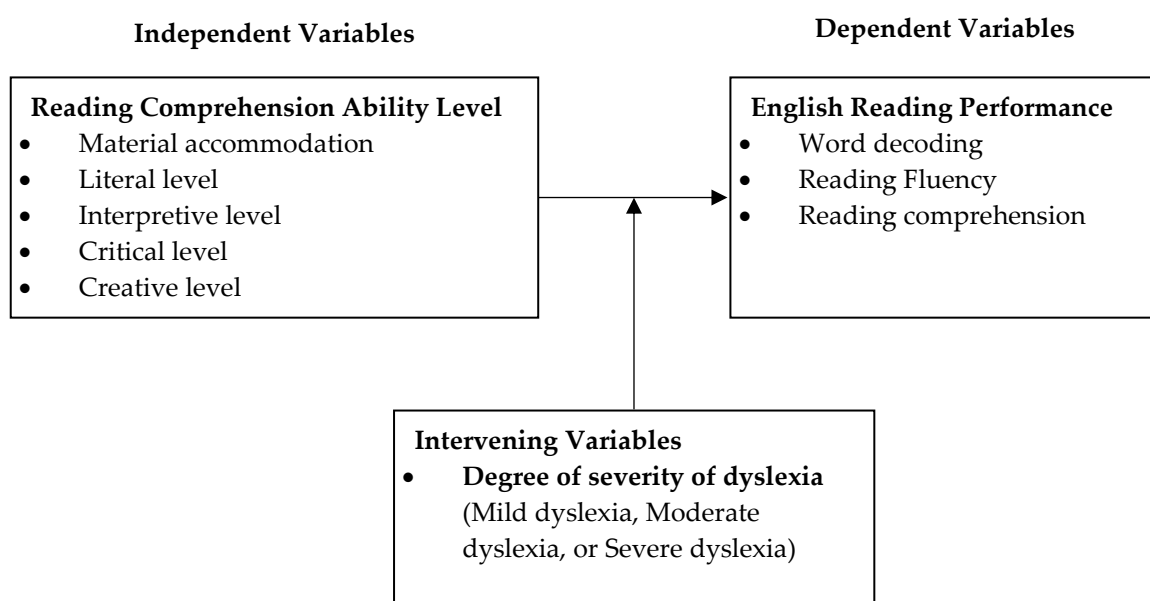 Independent Variables
Dependent Variables
Reading Comprehension Ability Level
• Material accommodation
• Literal level
• Interpretive level
• Critical level
• Creative level
English Reading Performance
• Word decoding
• Reading Fluency
• Reading comprehension
Intervening Variables
• Degree of severity of dyslexia
(Mild dyslexia, Moderate
dyslexia, or Severe dyslexia)